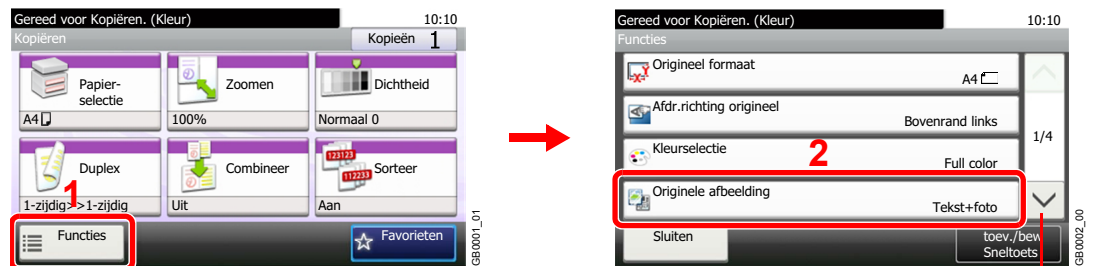 Gereed voor Kopiëren. (Kleur)
10:10
Kopiëren
Kopieën 1
Papier-
selectie
A4
Zoomen
100%
Dichtheid
Normaal 0
Duplex
1-zijdig>>1-zijdig
1
Combineer
Uit
123123
112233
Sorteer
Aan
Functies
Favorieten
GB0001_01
Gereed voor Kopiëren. (Kleur)
10:10
Functies
Origineel formaat
A4
Afdr.richting origineel
Bovenrand links
1/4
Kleurselectie
2
Full color
Originele afbeelding
Tekst+foto
Sluiten
toev./bew
Sneltoets
GB0002_00